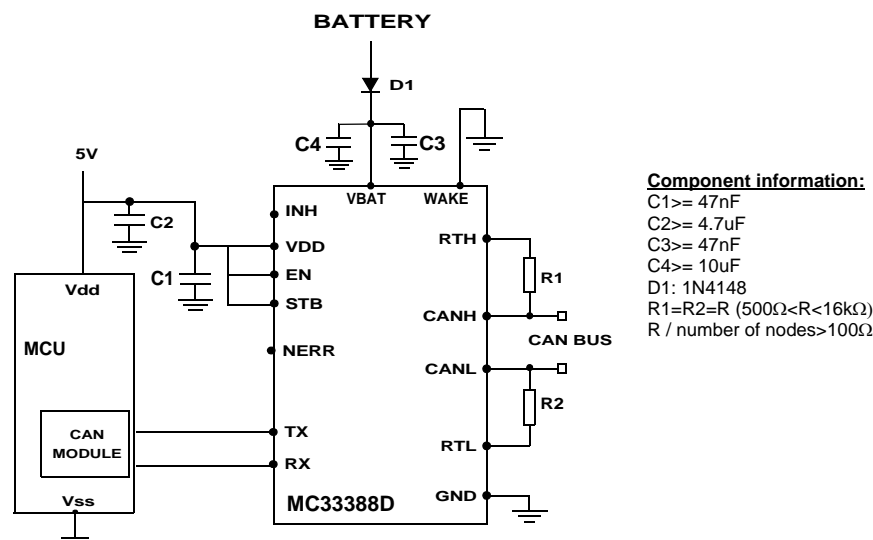 BATTERY
D1
C4
C3
5V
VBAT
WAKE
INH
C2
VDD
RTH
EN
C1
R1
Vdd
STB
CANH
MCU
NERR
CAN BUS
CANL
R2
CAN
MODULE
TX
RTL
RX
Vss
MC33388D
GND
Component information:
C1>= 47nF
C2>= 4.7uF
C3>= 47nF
C4>= 10uF
D1: 1N4148
R1=R2=R (500Ω<R<16kΩ)
R / number of nodes>100Ω